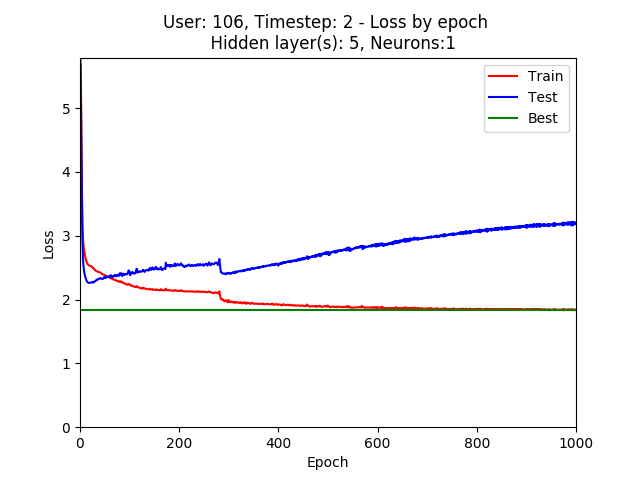 User: 106, Timestep: 2 - Loss by epoch
Hidden layer(s): 5, Neurons:1
Train
Test
Best
Loss
5
4
3
2
1
0
0 200 400 600 800 1000
Epoch